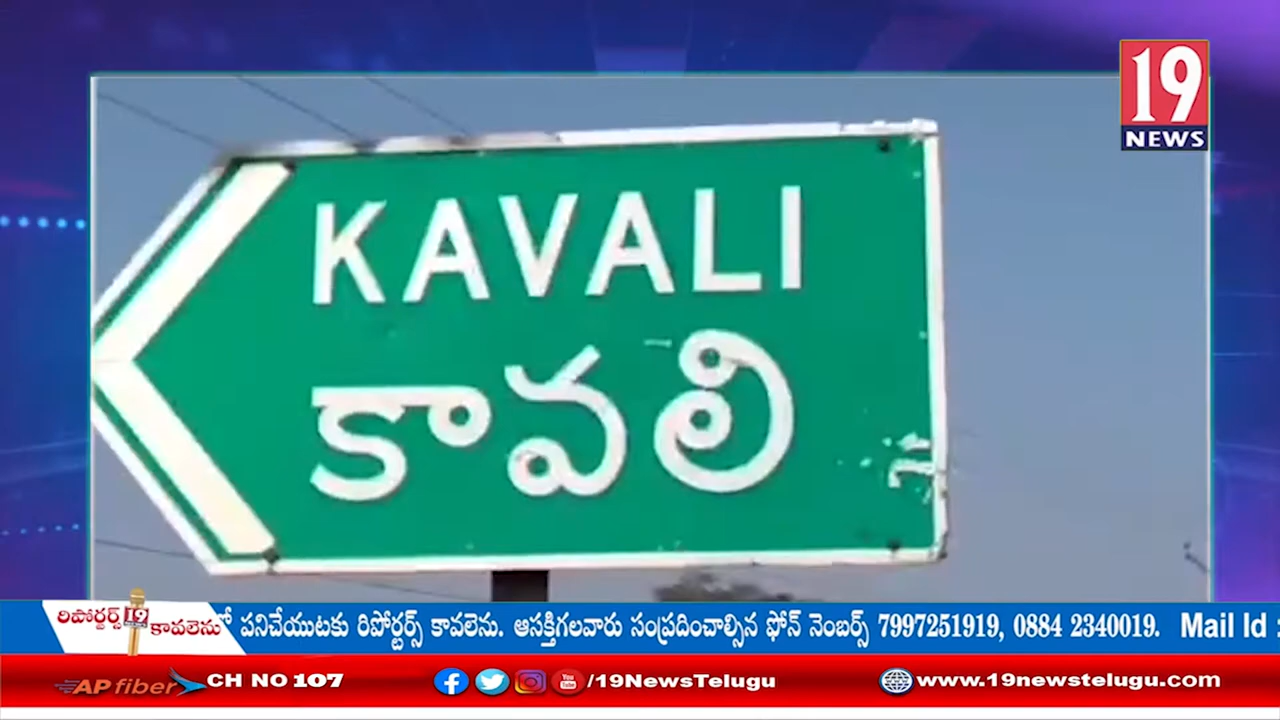 19
NEWS
KAVALI
కావలి
రిపోర్టర్స్ 19 కావలెను
పనిచేయుటకు రిపోర్టర్స్ కావలెను. ఆసక్తిగలవారు సంప్రదించాల్సిన ఫోన్ నెంబర్స్ 7997251919, 0884 2340019. Mail Id :
AP fiber CH NO 107 /19NewsTelugu www.19newstelugu.com